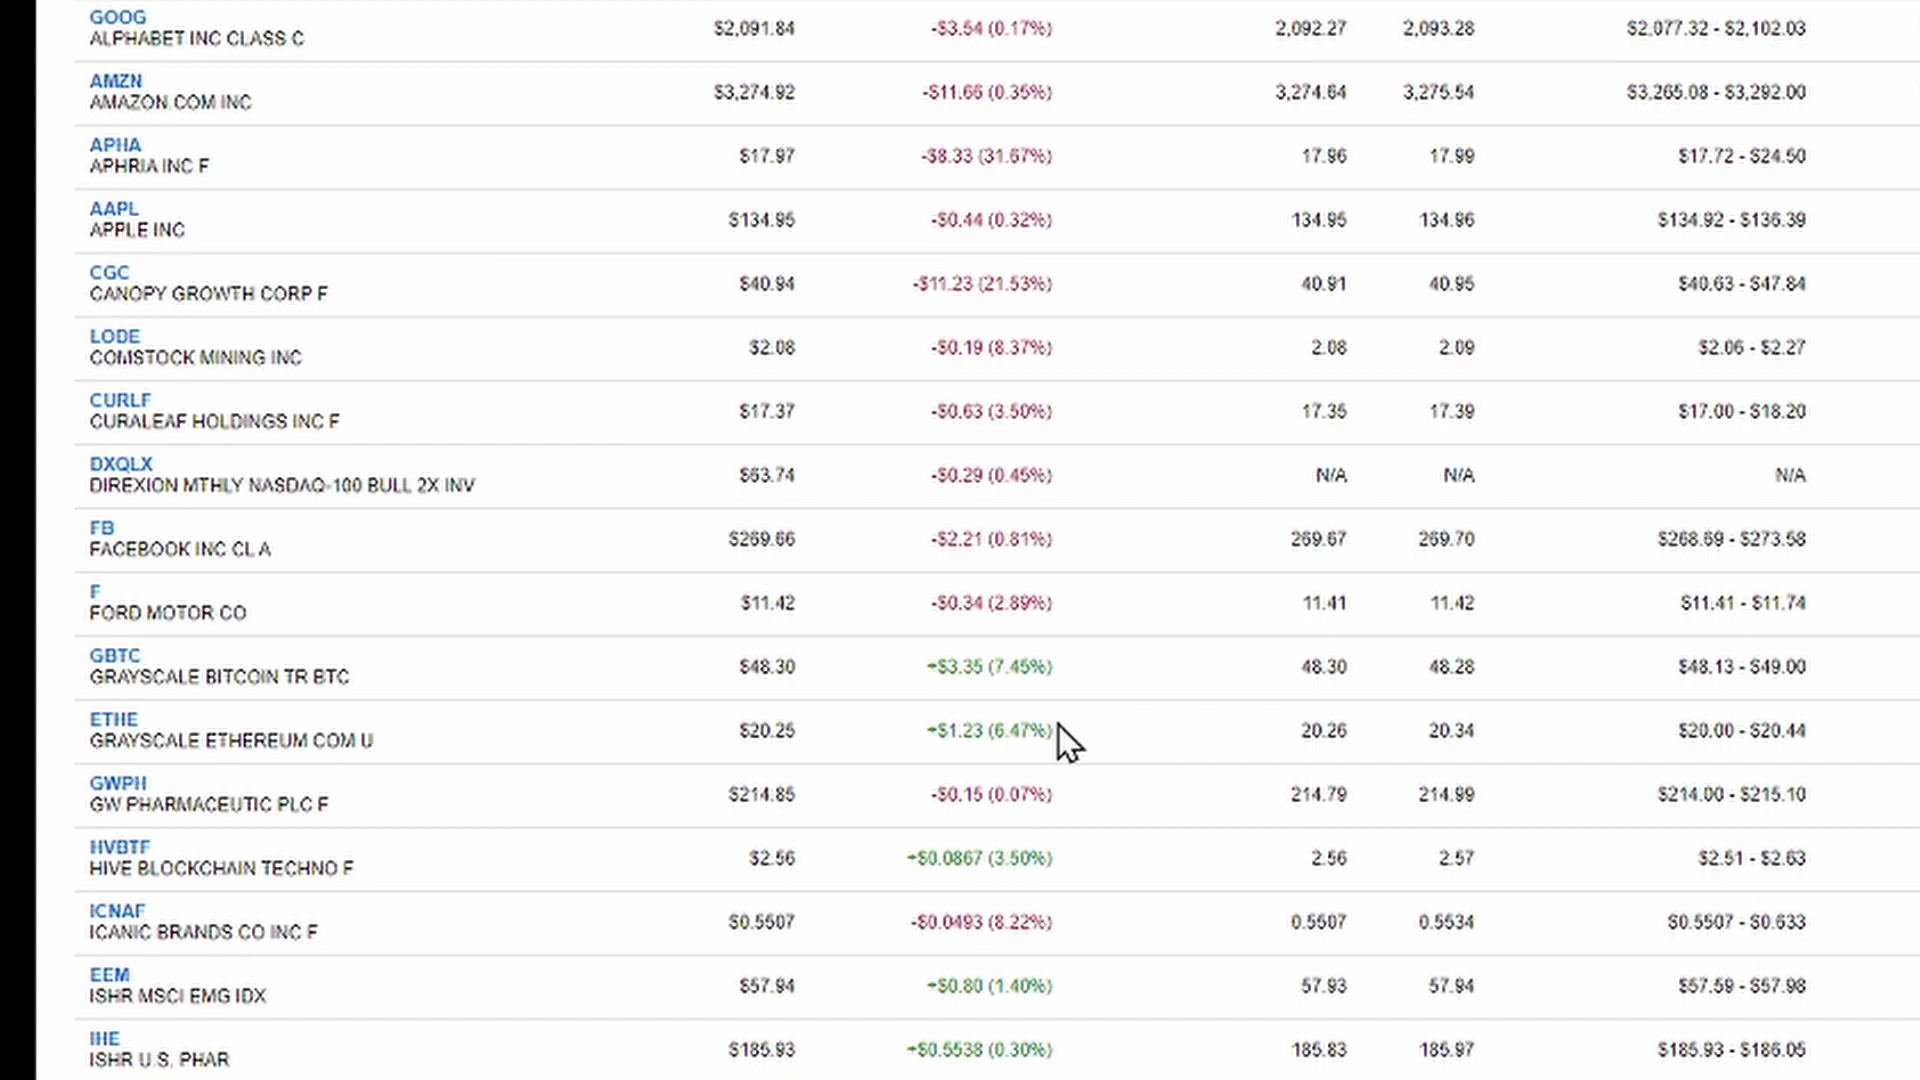 GOOG
ALPHABET INC CLASS C $2,091.84 -$3.54 (0.17%) 2,092.27 2,093.28 $2,077.32 - $2,102.03
AMZN
AMAZON COM INC $3,274.92 -$11.66 (0.35%) 3,274.64 3,275.54 $3,265.08 - $3,292.00
APHA
APHRIA INC F $17.97 -$8.33 (31.67%) 17.96 17.99 $17.72 - $24.50
AAPL
APPLE INC $134.95 -$0.44 (0.32%) 134.95 134.96 $134.92 - $136.39
CGC
CANOPY GROWTH CORP F $40.94 -$11.23 (21.53%) 40.91 40.95 $40.63 - $47.84
LODE
COMSTOCK MINING INC $2.08 -$0.19 (8.37%) 2.08 2.09 $2.06 - $2.27
CURLF
CURALEAF HOLDINGS INC F $17.37 -$0.63 (3.50%) 17.35 17.39 $17.00 - $18.20
DXQLX
DIREXION MTHLY NASDAQ-100 BULL 2X INV $63.74 -$0.29 (0.45%) N/A N/A N/A
FB
FACEBOOK INC CL A $269.66 -$2.21 (0.81%) 269.67 269.70 $268.69 - $273.58
F
FORD MOTOR CO $11.42 -$0.34 (2.89%) 11.41 11.42 $11.41 - $11.74
GBTC
GRAYSCALE BITCOIN TR BTC $48.30 +$3.35 (7.45%) 48.30 48.28 $48.13 - $49.00
ETHE
GRAYSCALE ETHEREUM COM U $20.25 +$1.23 (6.47%) 20.26 20.34 $20.00 - $20.44
GWPH
GW PHARMACEUTIC PLC F $214.85 -$0.15 (0.07%) 214.79 214.99 $214.00 - $215.10
HVBTF
HIVE BLOCKCHAIN TECHNO F $2.56 +$0.0867 (3.50%) 2.56 2.57 $2.51 - $2.63
ICNAF
ICANIC BRANDS CO INC F $0.5507 -$0.0493 (8.22%) 0.5507 0.5534 $0.5507 - $0.633
EEM
ISHR MSCI EMG IDX $57.94 +$0.80 (1.40%) 57.93 57.94 $57.59 - $57.98
IHE
ISHR U.S. PHAR $185.93 +$0.5538 (0.30%) 185.83 185.97 $185.93 - $186.05